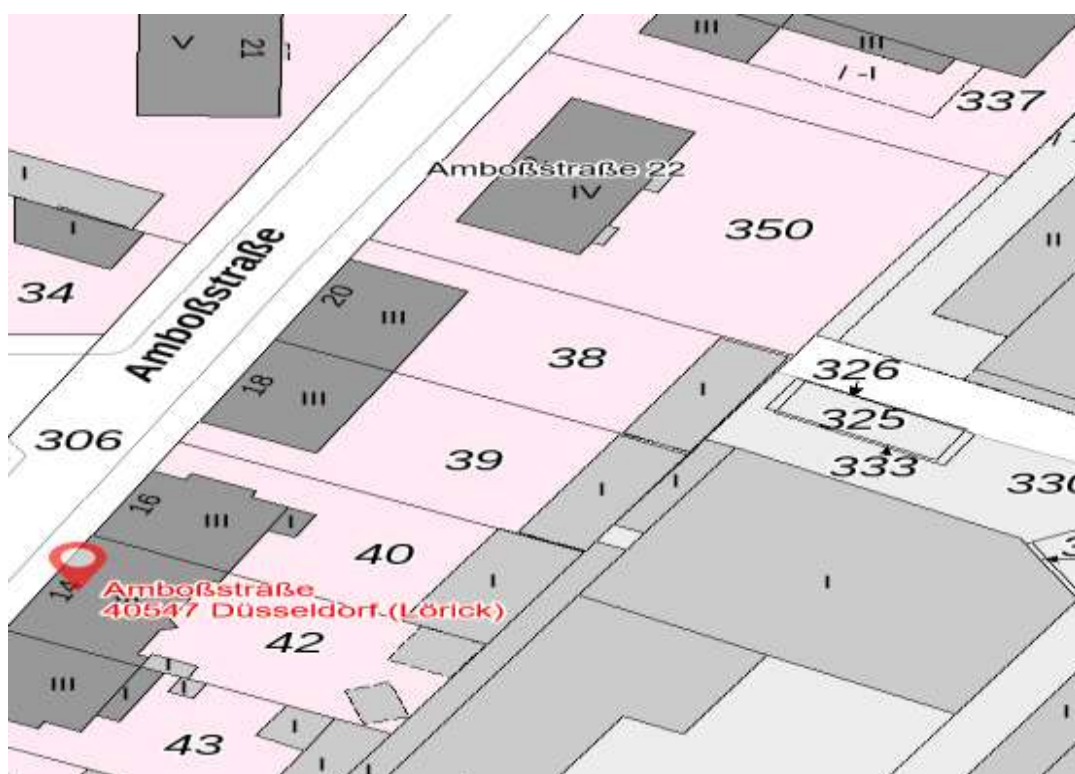 III
III
V
21
I -I
337
Amboßstraße 22
IV
I
350
II
I
34
Amboßstraße
20
III
38
326
I
18
III
325
306
39
333
I
I
330
16
III
I
40
I
I
14
Amboßstraße
40547 Düsseldorf (Lörick)
42
I
III
I
I
I
I
43
I
I